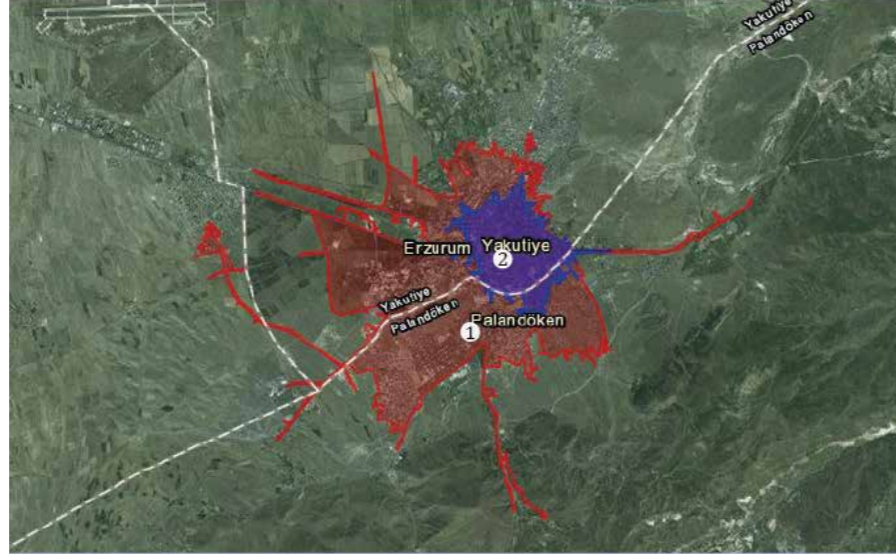 Yakutiye
Palandöken
Erzurum Yakutiye
2
Yakutiye
Palandöken
Palandöken
1